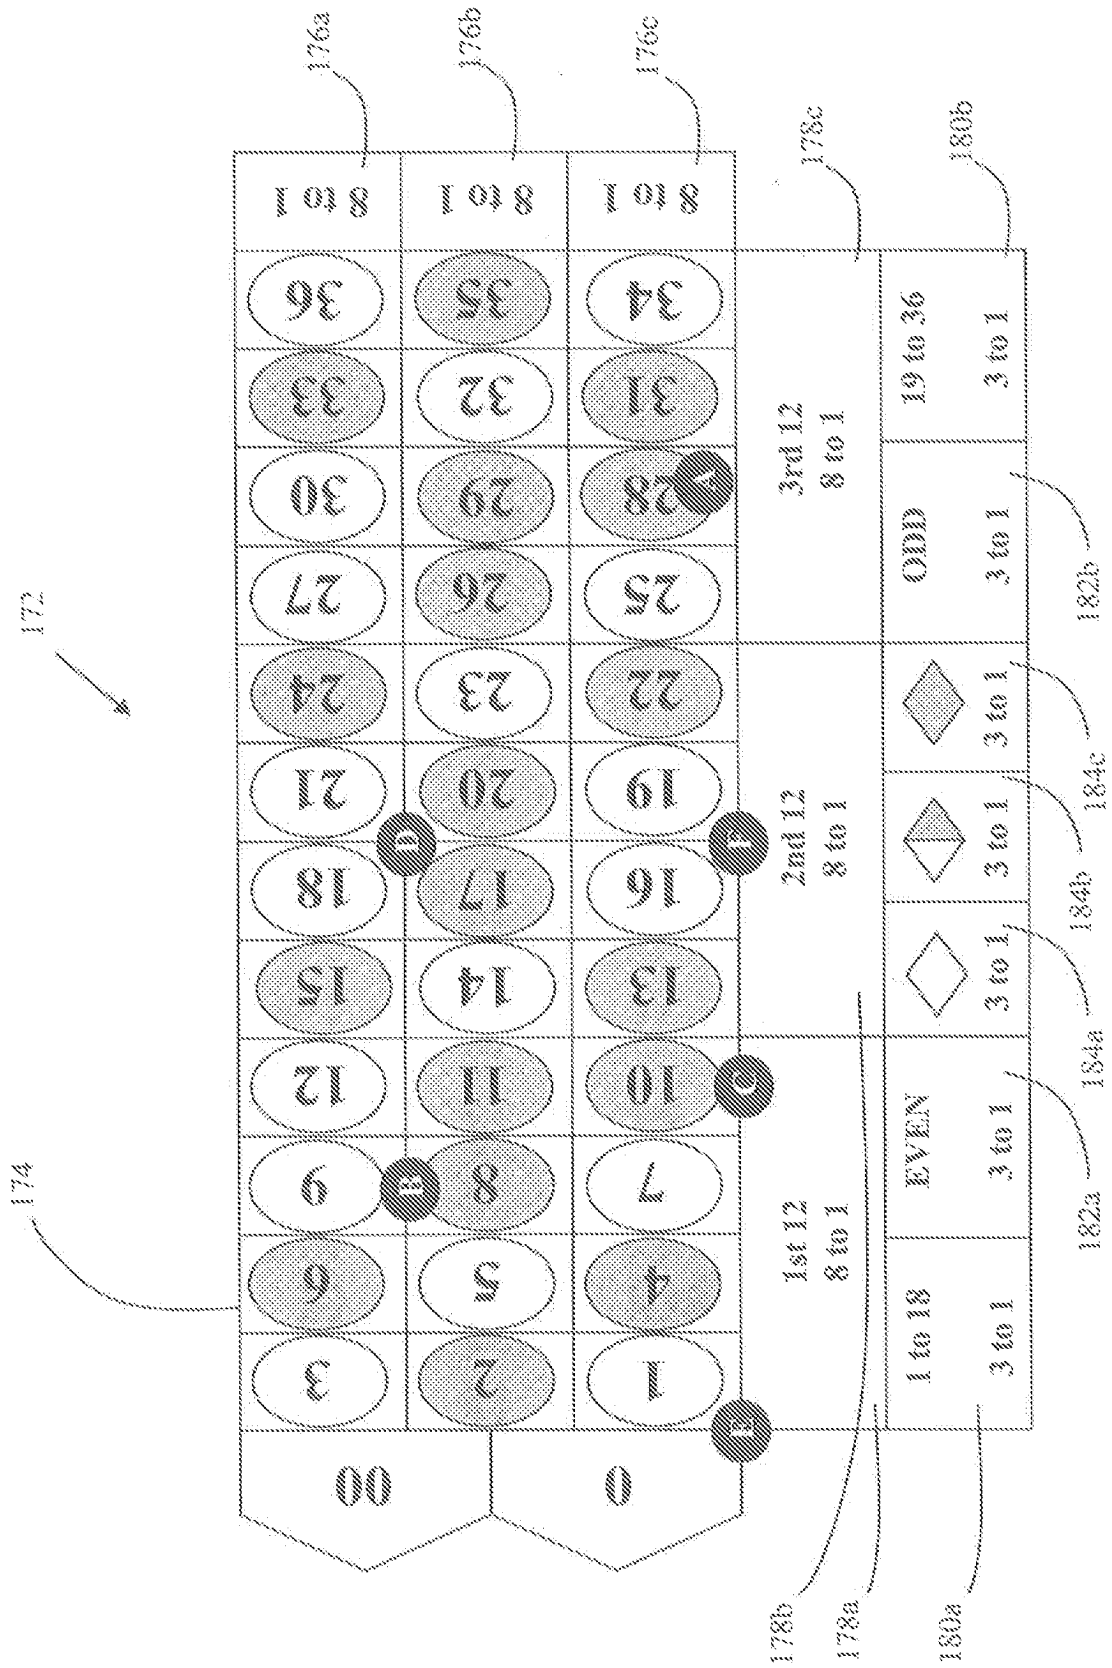 172
174
176a
176b
176c
00
3
6
9
12
15
18
21
24
27
30
33
36
8 to 1
2
5
8
11
14
17
20
23
26
29
32
35
8 to 1
0
1
4
7
10
13
16
19
22
25
28
31
34
8 to 1
A
B
C
D
E
F
1st 12
8 to 1
2nd 12
8 to 1
3rd 12
8 to 1
1 to 18
3 to 1
EVEN
3 to 1
3 to 1
3 to 1
3 to 1
ODD
3 to 1
19 to 36
3 to 1
178b
178a
178c
180a
180b
182a
184a
184b
184c
182b